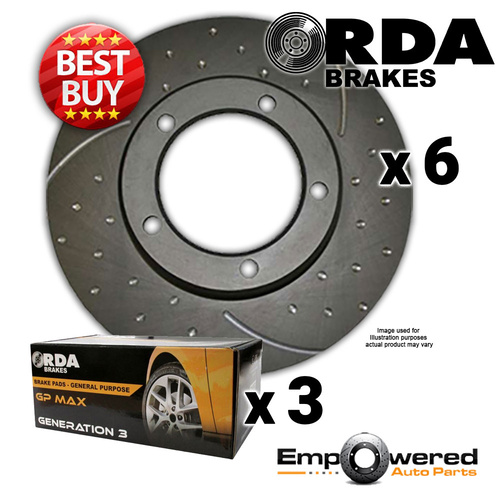 BEST
BUY
RDA
BRAKES
x 6
Image used for
illustration purposes
actual product may vary
RDA
BRAKES
BRAKE PADS - GENERAL PURPOSE
GP MAX
GENERATION 3
x 3
Empowered
Auto Parts